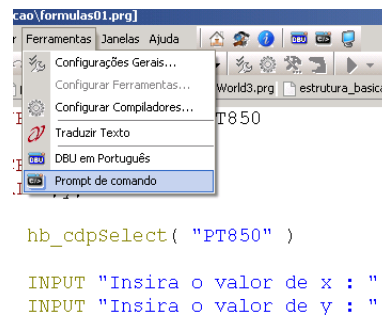 cao\formulas01.prg]
Ferramentas Janelas Ajuda
Configurações Gerais...
Configurar Ferramentas...
World3.prg estrutura_basica
Configurar Compiladores...
PT850
Traduzir Texto
DBU em Português
Prompt de comando
hb_cdpSelect( "PT850" )
INPUT "Insira o valor de x : "
INPUT "Insira o valor de y : "